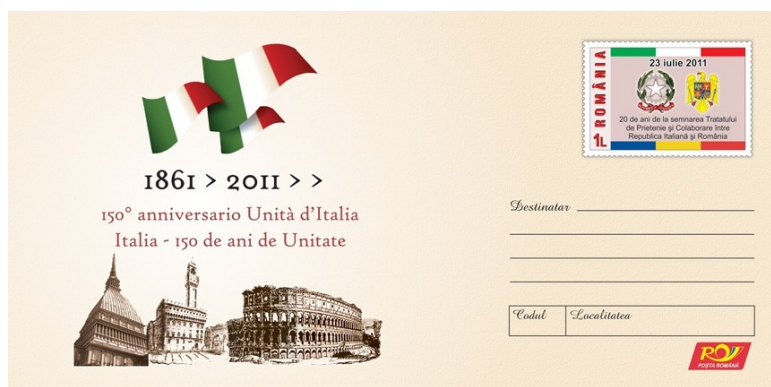 1861 > 2011 > >
150° anniversario Unità d'Italia
Italia - 150 de ani de Unitate
ROMÂNIA
1L
23 iulie 2011
20 de ani de la semnarea Tratatului
de Prietenie şi Colaborare între
Republica Italiană şi România
Destinatar
Codul
Localitatea
POŞTA ROMÂNĂ